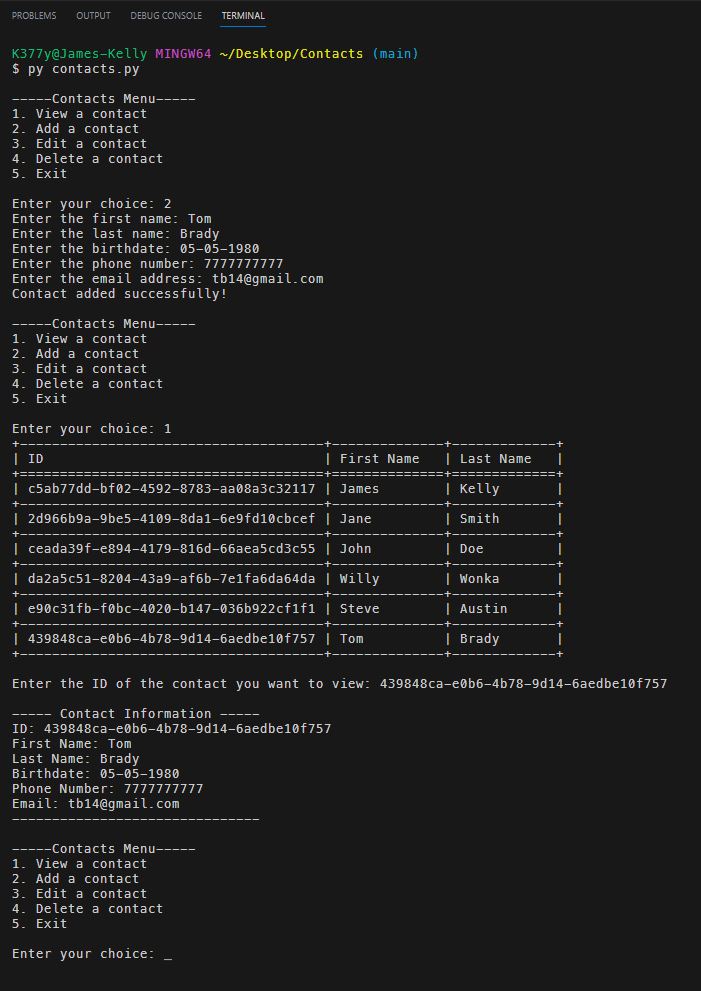 PROBLEMS OUTPUT DEBUG CONSOLE TERMINAL
K377y@James-Kelly MINGW64 ~/Desktop/Contacts (main)
$ py contacts.py
-----Contacts Menu-----
1. View a contact
2. Add a contact
3. Edit a contact
4. Delete a contact
5. Exit
Enter your choice: 2
Enter the first name: Tom
Enter the last name: Brady
Enter the birthdate: 05-05-1980
Enter the phone number: 7777777777
Enter the email address: tb14@gmail.com
Contact added successfully!
-----Contacts Menu-----
1. View a contact
2. Add a contact
3. Edit a contact
4. Delete a contact
5. Exit
Enter your choice: 1
+--------------------------------------+--------------+-------------+
| ID                                   | First Name   | Last Name   |
+======================================+==============+=============+
| c5ab77dd-bf02-4592-8783-aa08a3c32117 | James        | Kelly       |
+--------------------------------------+--------------+-------------+
| 2d966b9a-9be5-4109-8da1-6e9fd10cbcef | Jane         | Smith       |
+--------------------------------------+--------------+-------------+
| ceada39f-e894-4179-816d-66aea5cd3c55 | John         | Doe         |
+--------------------------------------+--------------+-------------+
| da2a5c51-8204-43a9-af6b-7e1fa6da64da | Willy        | Wonka       |
+--------------------------------------+--------------+-------------+
| e90c31fb-f0bc-4020-b147-036b922cf1f1 | Steve        | Austin      |
+--------------------------------------+--------------+-------------+
| 439848ca-e0b6-4b78-9d14-6aedbe10f757 | Tom          | Brady       |
+--------------------------------------+--------------+-------------+
Enter the ID of the contact you want to view: 439848ca-e0b6-4b78-9d14-6aedbe10f757
----- Contact Information -----
ID: 439848ca-e0b6-4b78-9d14-6aedbe10f757
First Name: Tom
Last Name: Brady
Birthdate: 05-05-1980
Phone Number: 7777777777
Email: tb14@gmail.com
-------------------------------
-----Contacts Menu-----
1. View a contact
2. Add a contact
3. Edit a contact
4. Delete a contact
5. Exit
Enter your choice: _